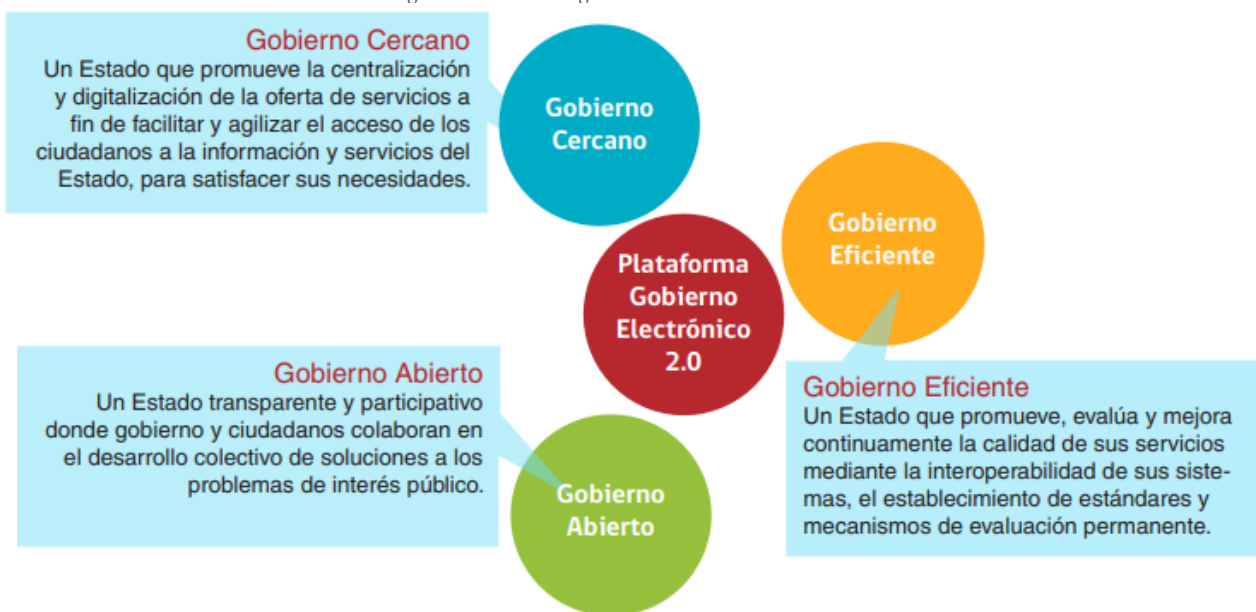 Gobierno Cercano
Un Estado que promueve la centralización
y digitalización de la oferta de servicios a
fin de facilitar y agilizar el acceso de los
ciudadanos a la información y servicios del
Estado, para satisfacer sus necesidades.
Gobierno
Cercano
Gobierno
Eficiente
Plataforma
Gobierno
Electrónico
2.0
Gobierno Abierto
Un Estado transparente y participativo
donde gobierno y ciudadanos colaboran en
el desarrollo colectivo de soluciones a los
problemas de interés público.
Gobierno
Abierto
Gobierno Eficiente
Un Estado que promueve, evalúa y mejora
continuamente la calidad de sus servicios
mediante la interoperabilidad de sus siste-
mas, el establecimiento de estándares y
mecanismos de evaluación permanente.